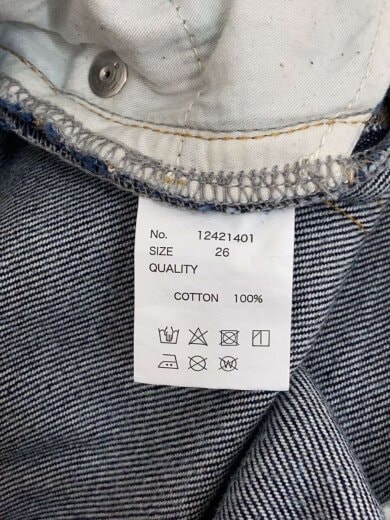 No. 12421401
SIZE 26
QUALITY
COTTON 100%